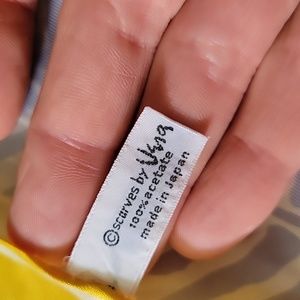 ©scarves by Vera
100% acetate
made in Japan